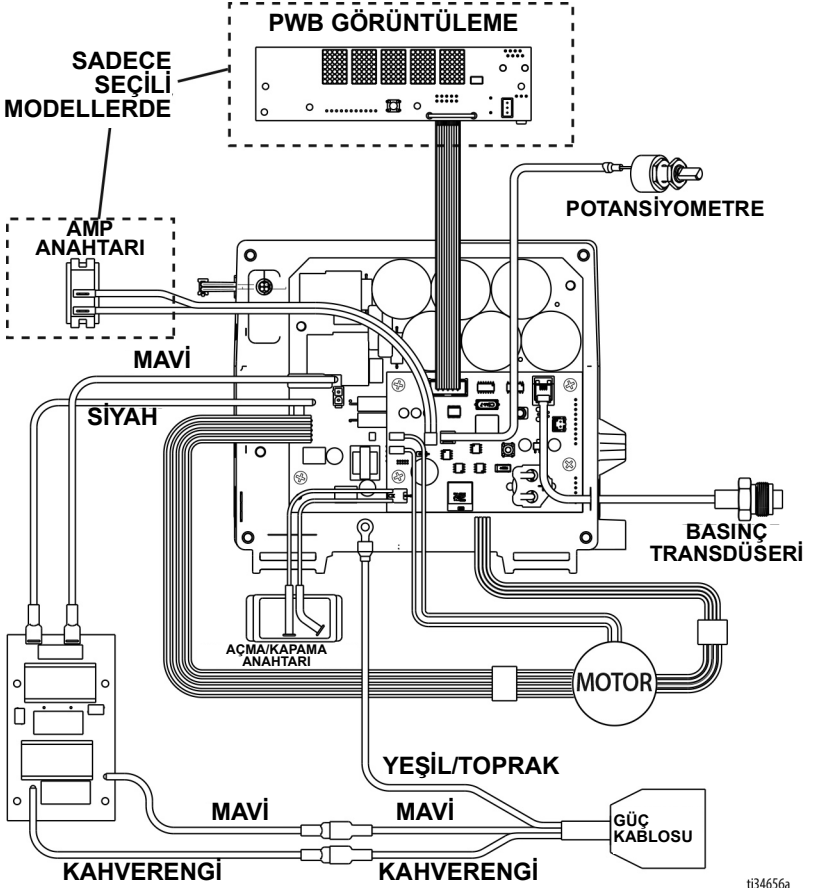 PWB GÖRÜNTÜLEME
SADECE
SEÇİLİ
MODELLERDE
POTANSİYOMETRE
AMP
ANAHTARI
MAVİ
SİYAH
BASINÇ
TRANSDÜSERİ
AÇMA/KAPAMA
ANAHTARI
MOTOR
YEŞİL/TOPRAK
MAVİ
MAVİ
GÜÇ
KABLOSU
KAHVERENGİ
KAHVERENGİ
ti34656a